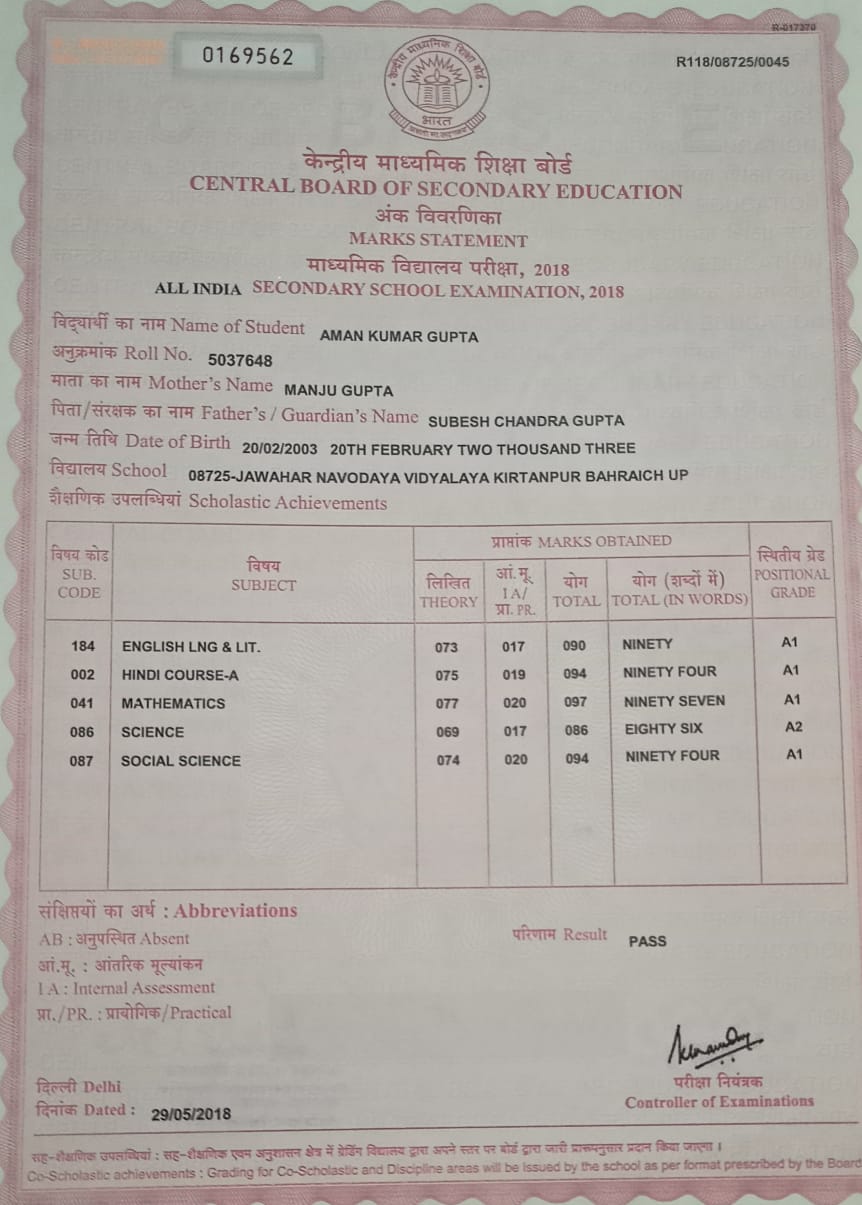 R-017370
0169562
R118/08725/0045
केन्द्रीय माध्यमिक शिक्षा बोर्ड
भारत
केन्द्रीय माध्यमिक शिक्षा बोर्ड
CENTRAL BOARD OF SECONDARY EDUCATION
अंक विवरणिका
MARKS STATEMENT
माध्यमिक विद्यालय परीक्षा, 2018
ALL INDIA SECONDARY SCHOOL EXAMINATION, 2018
विद्यार्थी का नाम Name of Student AMAN KUMAR GUPTA
अनुक्रमांक Roll No. 5037648
माता का नाम Mother's Name MANJU GUPTA
पिता/संरक्षक का नाम Father's / Guardian's Name SUBESH CHANDRA GUPTA
जन्म तिथि Date of Birth 20/02/2003 20TH FEBRUARY TWO THOUSAND THREE
विद्यालय School 08725-JAWAHAR NAVODAYA VIDYALAYA KIRTANPUR BAHRAICH UP
शैक्षणिक उपलब्धियां Scholastic Achievements
विषय कोड SUB. CODE
विषय SUBJECT
प्राप्तांक MARKS OBTAINED
लिखित THEORY
आं.मू. I A/ प्रा. PR.
योग TOTAL
योग (शब्दों में) TOTAL (IN WORDS)
स्थितीय ग्रेड POSITIONAL GRADE
184 ENGLISH LNG & LIT. 073 017 090 NINETY A1
002 HINDI COURSE-A 075 019 094 NINETY FOUR A1
041 MATHEMATICS 077 020 097 NINETY SEVEN A1
086 SCIENCE 069 017 086 EIGHTY SIX A2
087 SOCIAL SCIENCE 074 020 094 NINETY FOUR A1
संक्षिप्तियों का अर्थ : Abbreviations
AB : अनुपस्थित Absent
परिणाम Result PASS
आं.मू. : आंतरिक मूल्यांकन
I A : Internal Assessment
प्रा./PR. : प्रायोगिक/Practical
दिल्ली Delhi
दिनांक Dated : 29/05/2018
परीक्षा नियंत्रक
Controller of Examinations
सह-शैक्षणिक उपलब्धियां : सह-शैक्षणिक एवम अनुशासन क्षेत्र में ग्रेडिंग विद्यालय द्वारा अपने स्तर पर बोर्ड द्वारा जारी प्रारूपनुसार प्रदान किया जाएगा ।
Co-Scholastic achievements : Grading for Co-Scholastic and Discipline areas will be issued by the school as per format prescribed by the Board